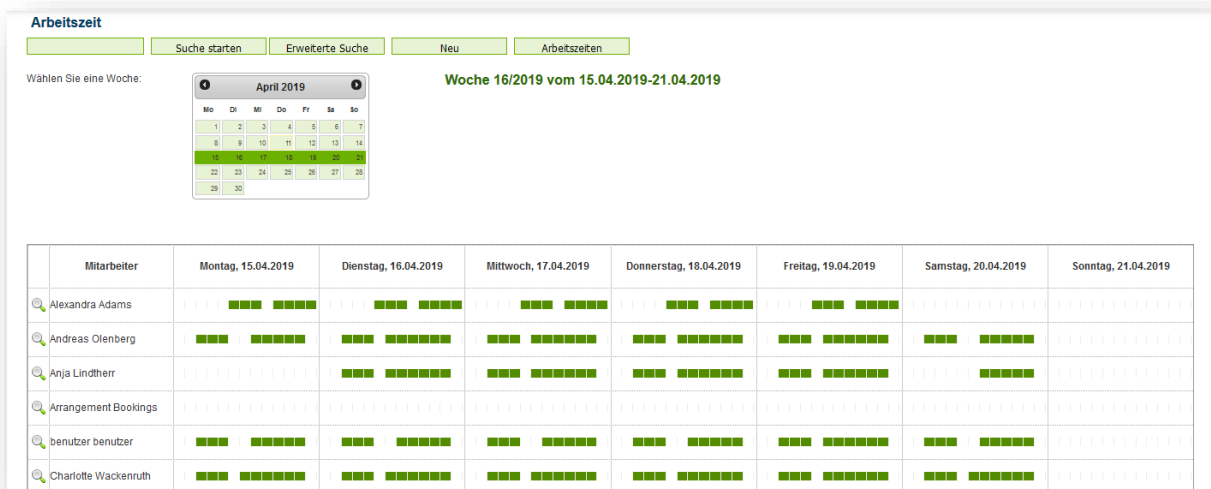 Arbeitszeit
Suche starten Erweiterte Suche Neu Arbeitszeiten
Wählen Sie eine Woche: Woche 16/2019 vom 15.04.2019-21.04.2019
April 2019
Mo Di Mi Do Fr Sa So
1 2 3 4 5 6 7
8 9 10 11 12 13 14
15 16 17 18 19 20 21
22 23 24 25 26 27 28
29 30
Mitarbeiter Montag, 15.04.2019 Dienstag, 16.04.2019 Mittwoch, 17.04.2019 Donnerstag, 18.04.2019 Freitag, 19.04.2019 Samstag, 20.04.2019 Sonntag, 21.04.2019
Alexandra Adams
Andreas Olenberg
Anja Lindtherr
Arrangement Bookings
benutzer benutzer
Charlotte Wackenruth